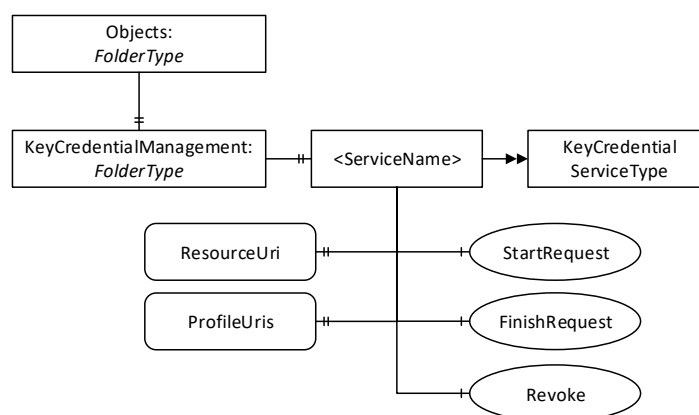 Objects:
FolderType
KeyCredentialManagement:
FolderType
<ServiceName>
KeyCredential
ServiceType
ResourceUri
StartRequest
ProfileUris
FinishRequest
Revoke